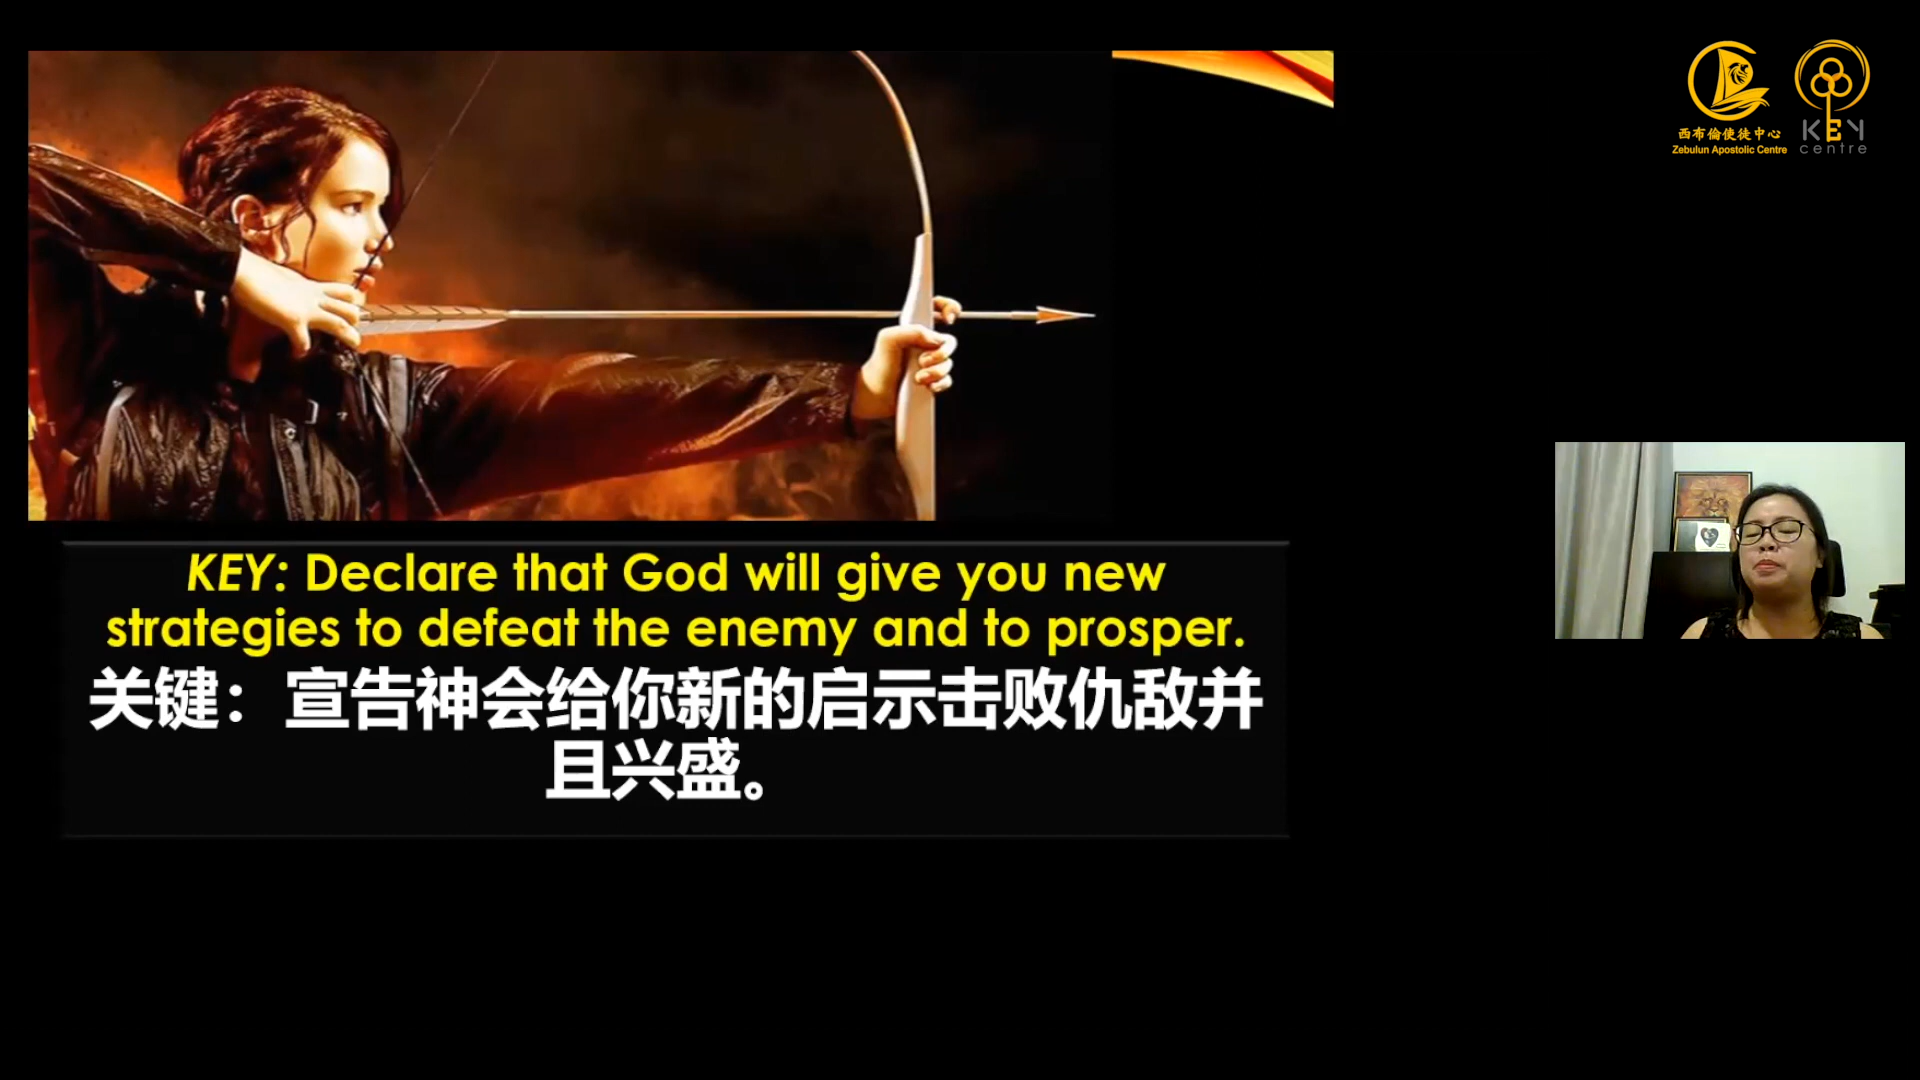 西布倫使徒中心
Zebulun Apostolic Centre
KEY
centre
KEY: Declare that God will give you new
strategies to defeat the enemy and to prosper.
关键：宣告神会给你新的启示击败仇敌并
且兴盛。